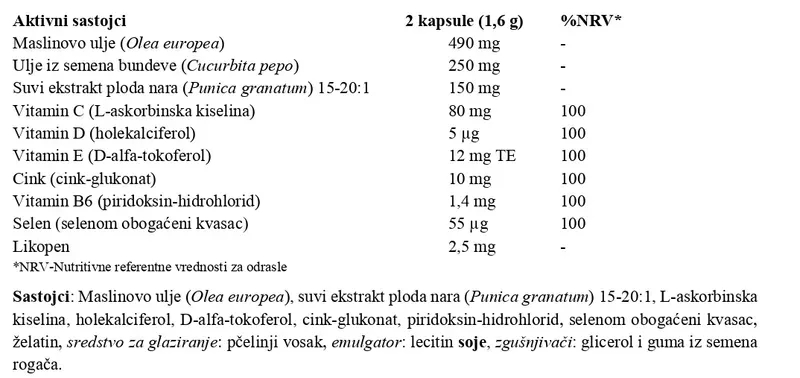 Aktivni sastojci 2 kapsule (1,6 g) %NRV*
Maslinovo ulje (Olea europea) 490 mg -
Ulje iz semena bundeve (Cucurbita pepo) 250 mg -
Suvi ekstrakt ploda nara (Punica granatum) 15-20:1 150 mg -
Vitamin C (L-askorbinska kiselina) 80 mg 100
Vitamin D (holekalciferol) 5 µg 100
Vitamin E (D-alfa-tokoferol) 12 mg TE 100
Cink (cink-glukonat) 10 mg 100
Vitamin B6 (piridoksin-hidrohlorid) 1,4 mg 100
Selen (selenom obogaćeni kvasac) 55 µg 100
Likopen 2,5 mg -
*NRV-Nutritivne referentne vrednosti za odrasle
Sastojci: Maslinovo ulje (Olea europea), suvi ekstrakt ploda nara (Punica granatum) 15-20:1, L-askorbinska
kiselina, holekalciferol, D-alfa-tokoferol, cink-glukonat, piridoksin-hidrohlorid, selenom obogaćeni kvasac,
želatin, sredstvo za glaziranje: pčelinji vosak, emulgator: lecitin soje, zgušnjivači: glicerol i guma iz semena
rogača.